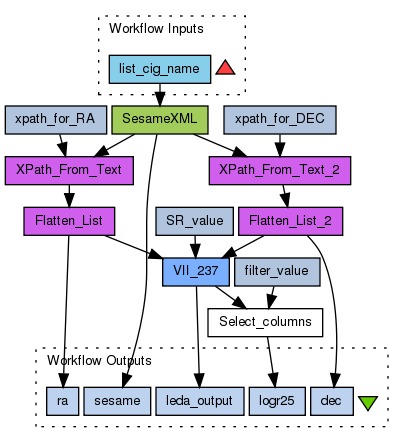 Workflow Inputs
list_cig_name
xpath_for_RA
SesameXML
xpath_for_DEC
XPath_From_Text
XPath_From_Text_2
Flatten_List
SR_value
Flatten_List_2
VII_237
filter_value
Select_columns
Workflow Outputs
ra
sesame
leda_output
logr25
dec